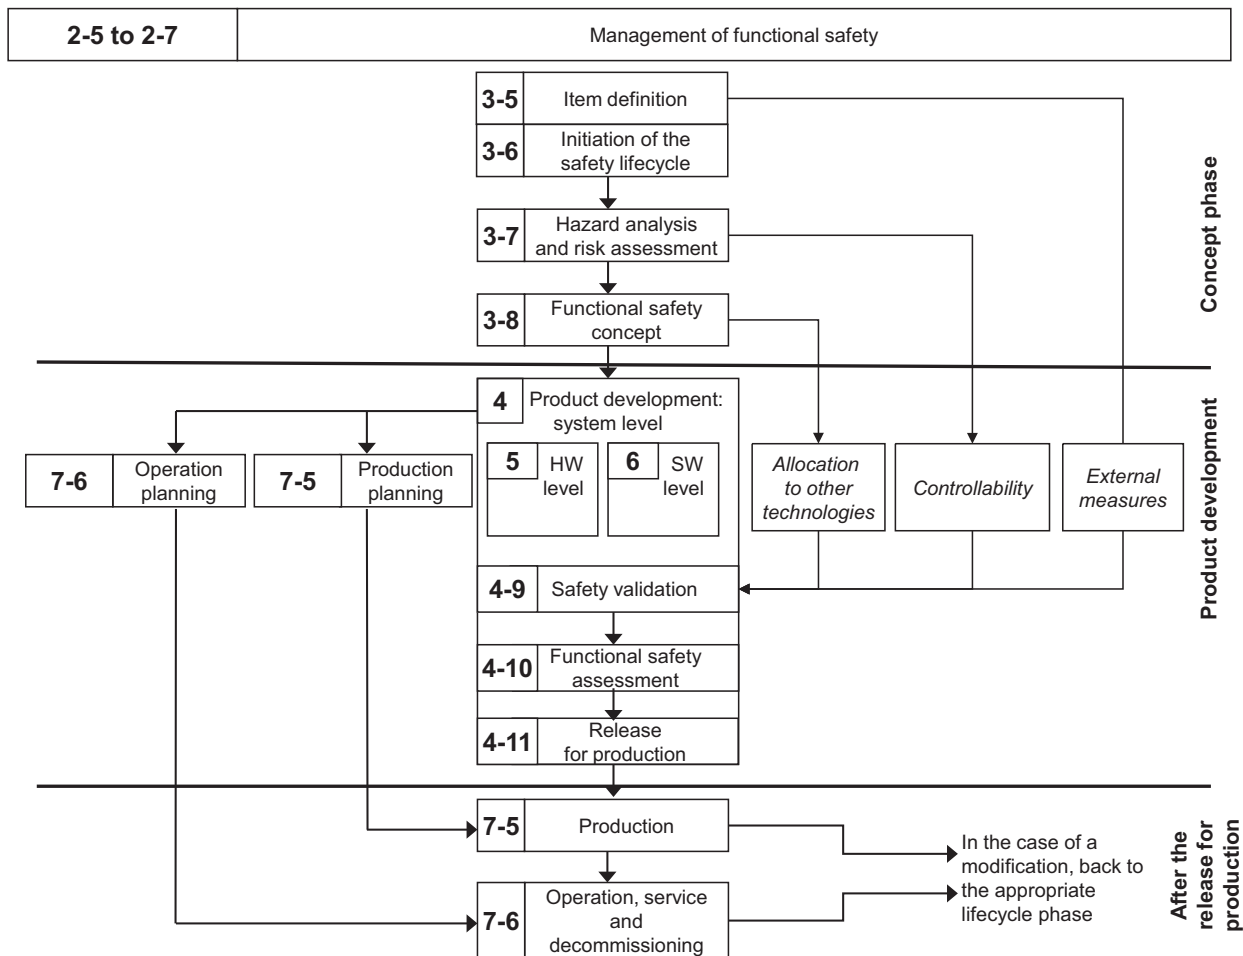 2-5 to 2-7
Management of functional safety
3-5
Item definition
3-6
Initiation of the
safety lifecycle
3-7
Hazard analysis
and risk assessment
3-8
Functional safety
concept
Concept phase
4
Product development:
system level
5
HW
level
6
SW
level
7-6
Operation
planning
7-5
Production
planning
Allocation
to other
technologies
Controllability
External
measures
Product development
4-9
Safety validation
4-10
Functional safety
assessment
4-11
Release
for production
7-5
Production
7-6
Operation, service
and
decommissioning
In the case of a
modification, back to
the appropriate
lifecycle phase
After the
release for
production